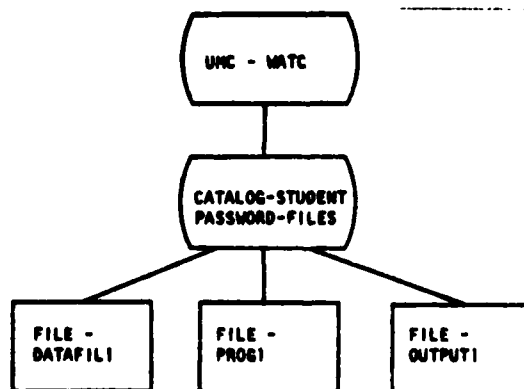 UMC - WATC
CATALOG-STUDENT
PASSWORD-FILES
FILE -
DATAFIL1
FILE -
PROG1
FILE -
OUTPUT1